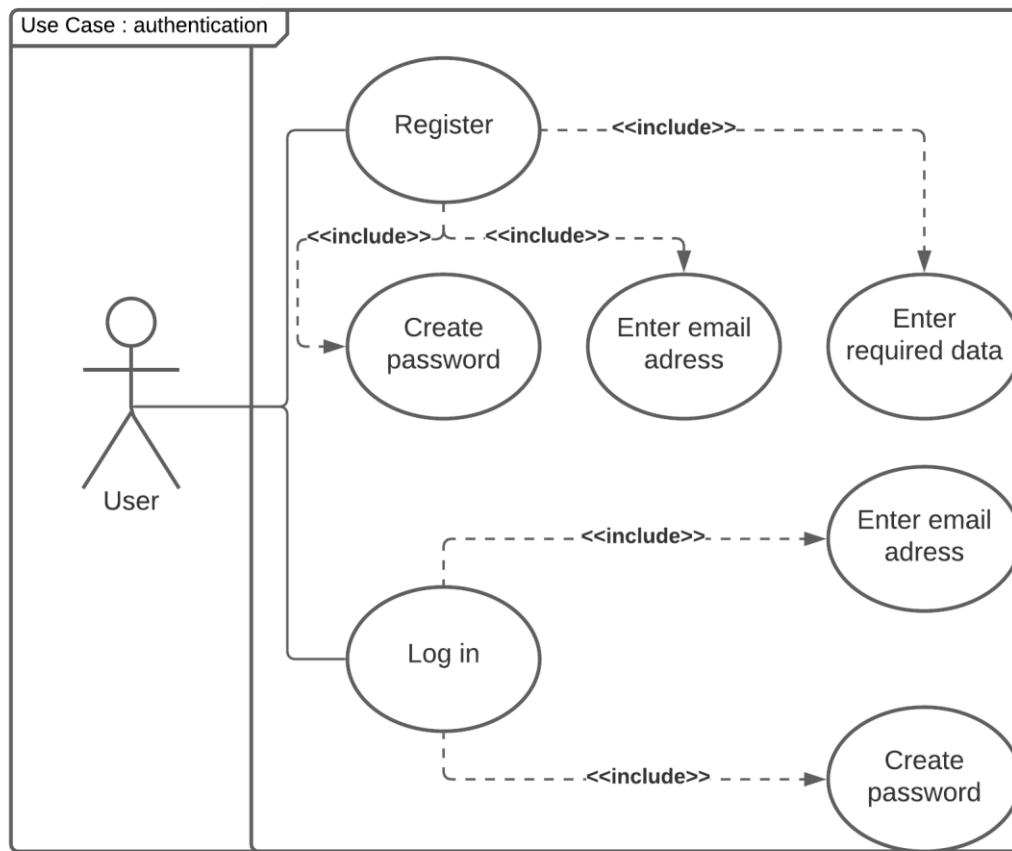 Use Case : authentication
Register
<<include>>
<<include>>
<<include>>
Create
password
Enter email
adress
Enter
required data
User
Enter email
adress
<<include>>
Log in
<<include>>
Create
password